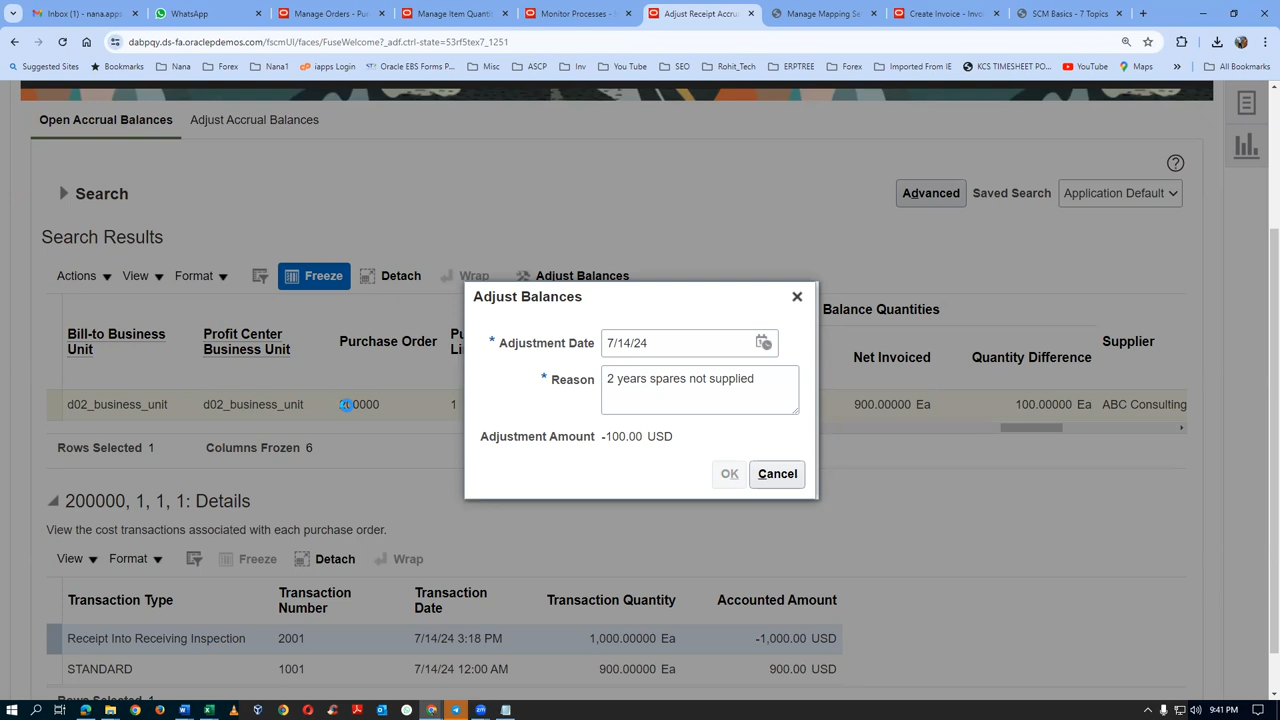 Inbox (1) - nana.apps@
WhatsApp
Manage Orders - Pur
Manage Item Quantit
Monitor Processes - S
Adjust Receipt Accru
Manage Mapping Se
Create Invoice - Invo
SCM Basics - 7 Topics
dabpqy.ds-fa.oraclepdemos.com/fscmUI/faces/FuseWelcome?_adf.ctrl-state=53rf5tex7_1251
Suggested Sites
Bookmarks
Nana
Forex
Nana1
iapps Login
Oracle EBS Forms P...
Misc
ASCP
Inv
You Tube
SEO
Rohit_Tech
ERPTREE
Forex
Imported From IE
KCS TIMESHEET PO...
YouTube
Maps
All Bookmarks
Open Accrual Balances
Adjust Accrual Balances
Search
Advanced
Saved Search
Application Default
Search Results
Actions
View
Format
Freeze
Detach
Wrap
Adjust Balances
Bill-to Business
Unit
Profit Center
Business Unit
Purchase Order
Balance Quantities
Net Invoiced
Quantity Difference
Supplier
d02_business_unit
d02_business_unit
1
900.00000 Ea
100.00000 Ea
ABC Consulting
Rows Selected 1
Columns Frozen 6
Adjust Balances
* Adjustment Date 7/14/24
* Reason 2 years spares not supplied
Adjustment Amount -100.00 USD
OK
Cancel
200000, 1, 1, 1: Details
View the cost transactions associated with each purchase order.
View
Format
Freeze
Detach
Wrap
Transaction Type
Transaction
Number
Transaction
Date
Transaction Quantity
Accounted Amount
Receipt Into Receiving Inspection 2001 7/14/24 3:18 PM 1,000.00000 Ea -1,000.00 USD
STANDARD 1001 7/14/24 12:00 AM 900.00000 Ea 900.00 USD
Rows Selected 1
9:41 PM